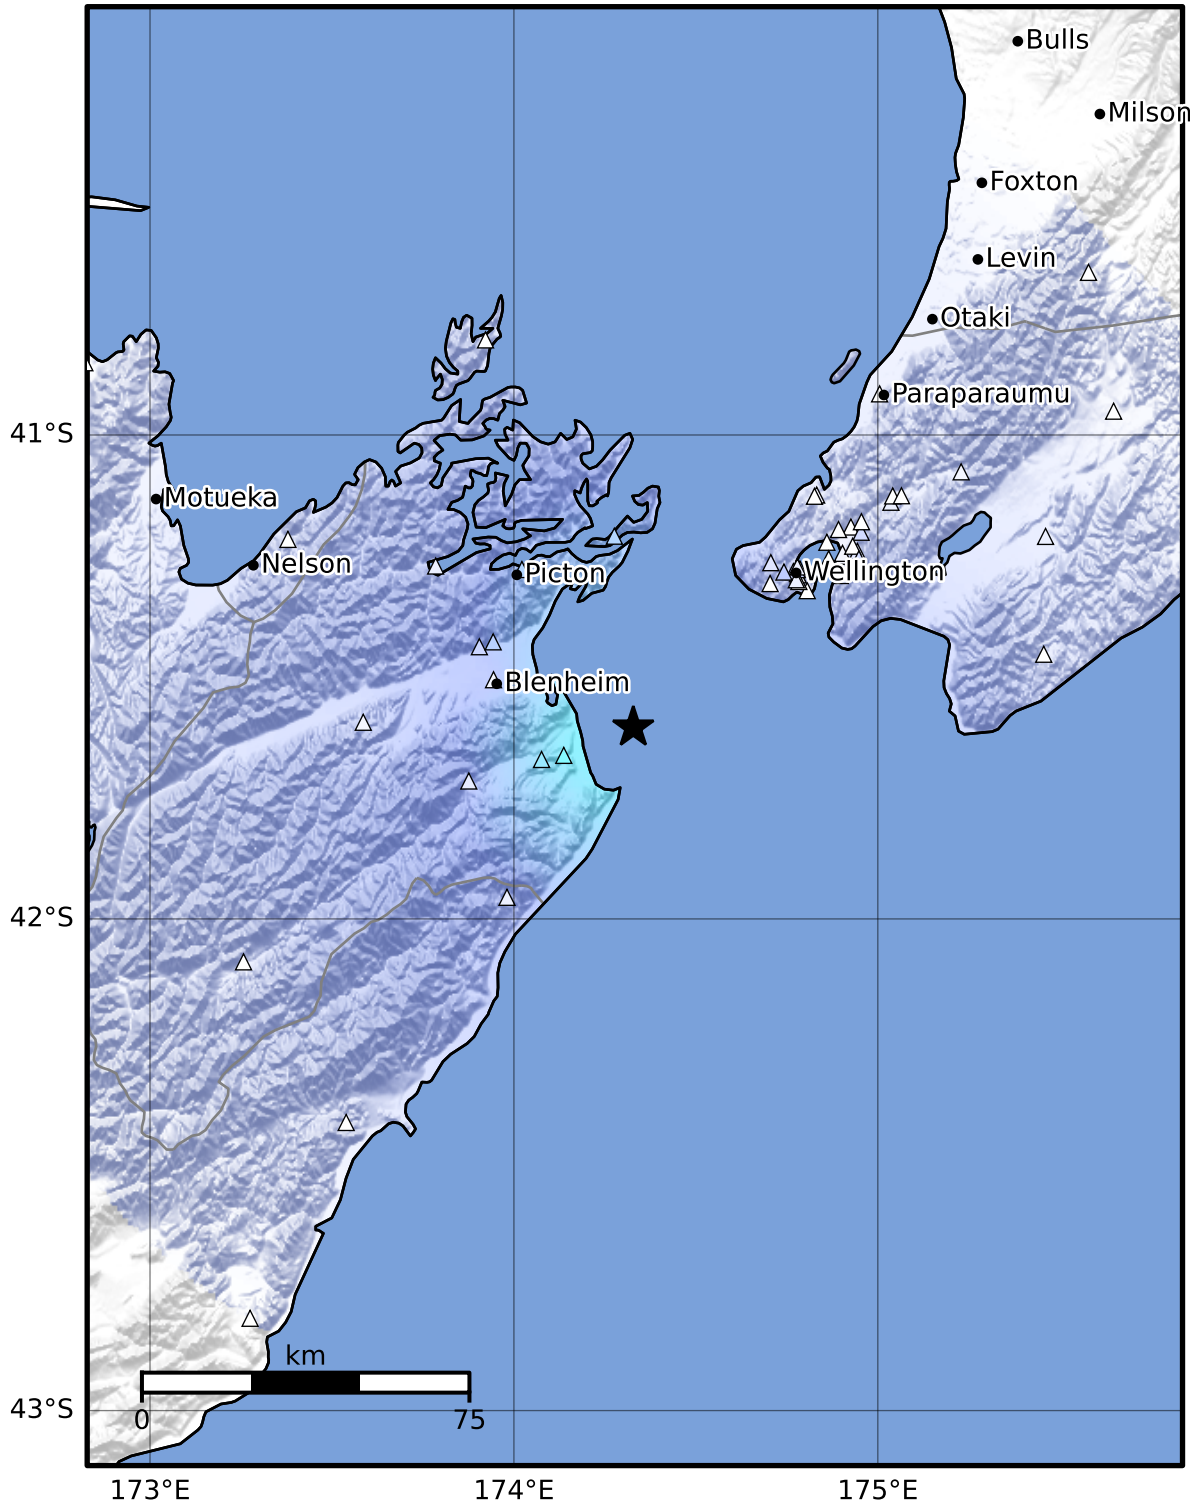 Bulls
Milson
Foxton
Levin
Otaki
Paraparaumu
41°S
Motueka
Nelson
Picton
Wellington
Blenheim
42°S
km
0
75
43°S
173°E
174°E
175°E